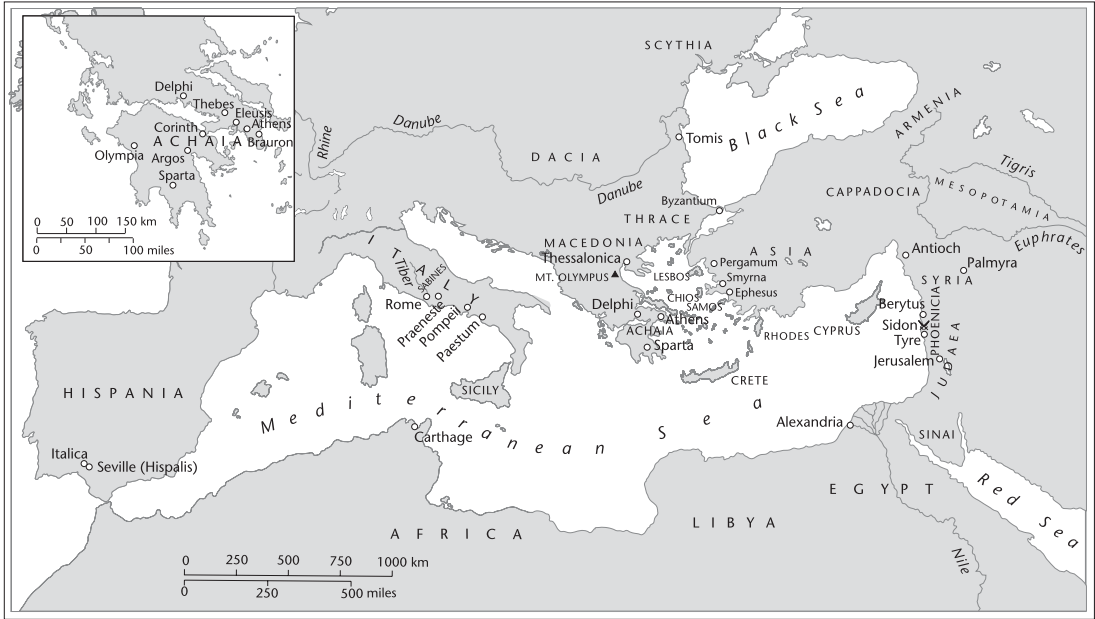 Delphi
Thebes
Eleusis
Corinth
Athens
ACHAIA
Brauron
Olympia
Argos
Sparta
0 50 100 150 km
0 50 100 miles
SCYTHIA
Rhine
Danube
Black Sea
ARMENIA
Tomis
DACIA
Tigris
Danube
CAPPADOCIA
MESOPOTAMIA
Byzantium
THRACE
Euphrates
MACEDONIA
ASIA
Antioch
Thessalonica
Pergamum
Palmyra
ITALY
Tiber
MT. OLYMPUS
LESBOS
Smyrna
SYRIA
SABINES
Ephesus
Rome
CHIOS
Delphi
SAMOS
Berytus
Praeneste
Athens
PHOENICIA
Pompeii
ACHAIA
RHODES
CYPRUS
Sidon
Paestum
Sparta
Tyre
Jerusalem
JUDAEA
CRETE
HISPANIA
SICILY
Mediterranean Sea
Alexandria
Carthage
SINAI
Italica
Seville (Hispalis)
EGYPT
Red Sea
AFRICA
LIBYA
Nile
0 250 500 750 1000 km
0 250 500 miles